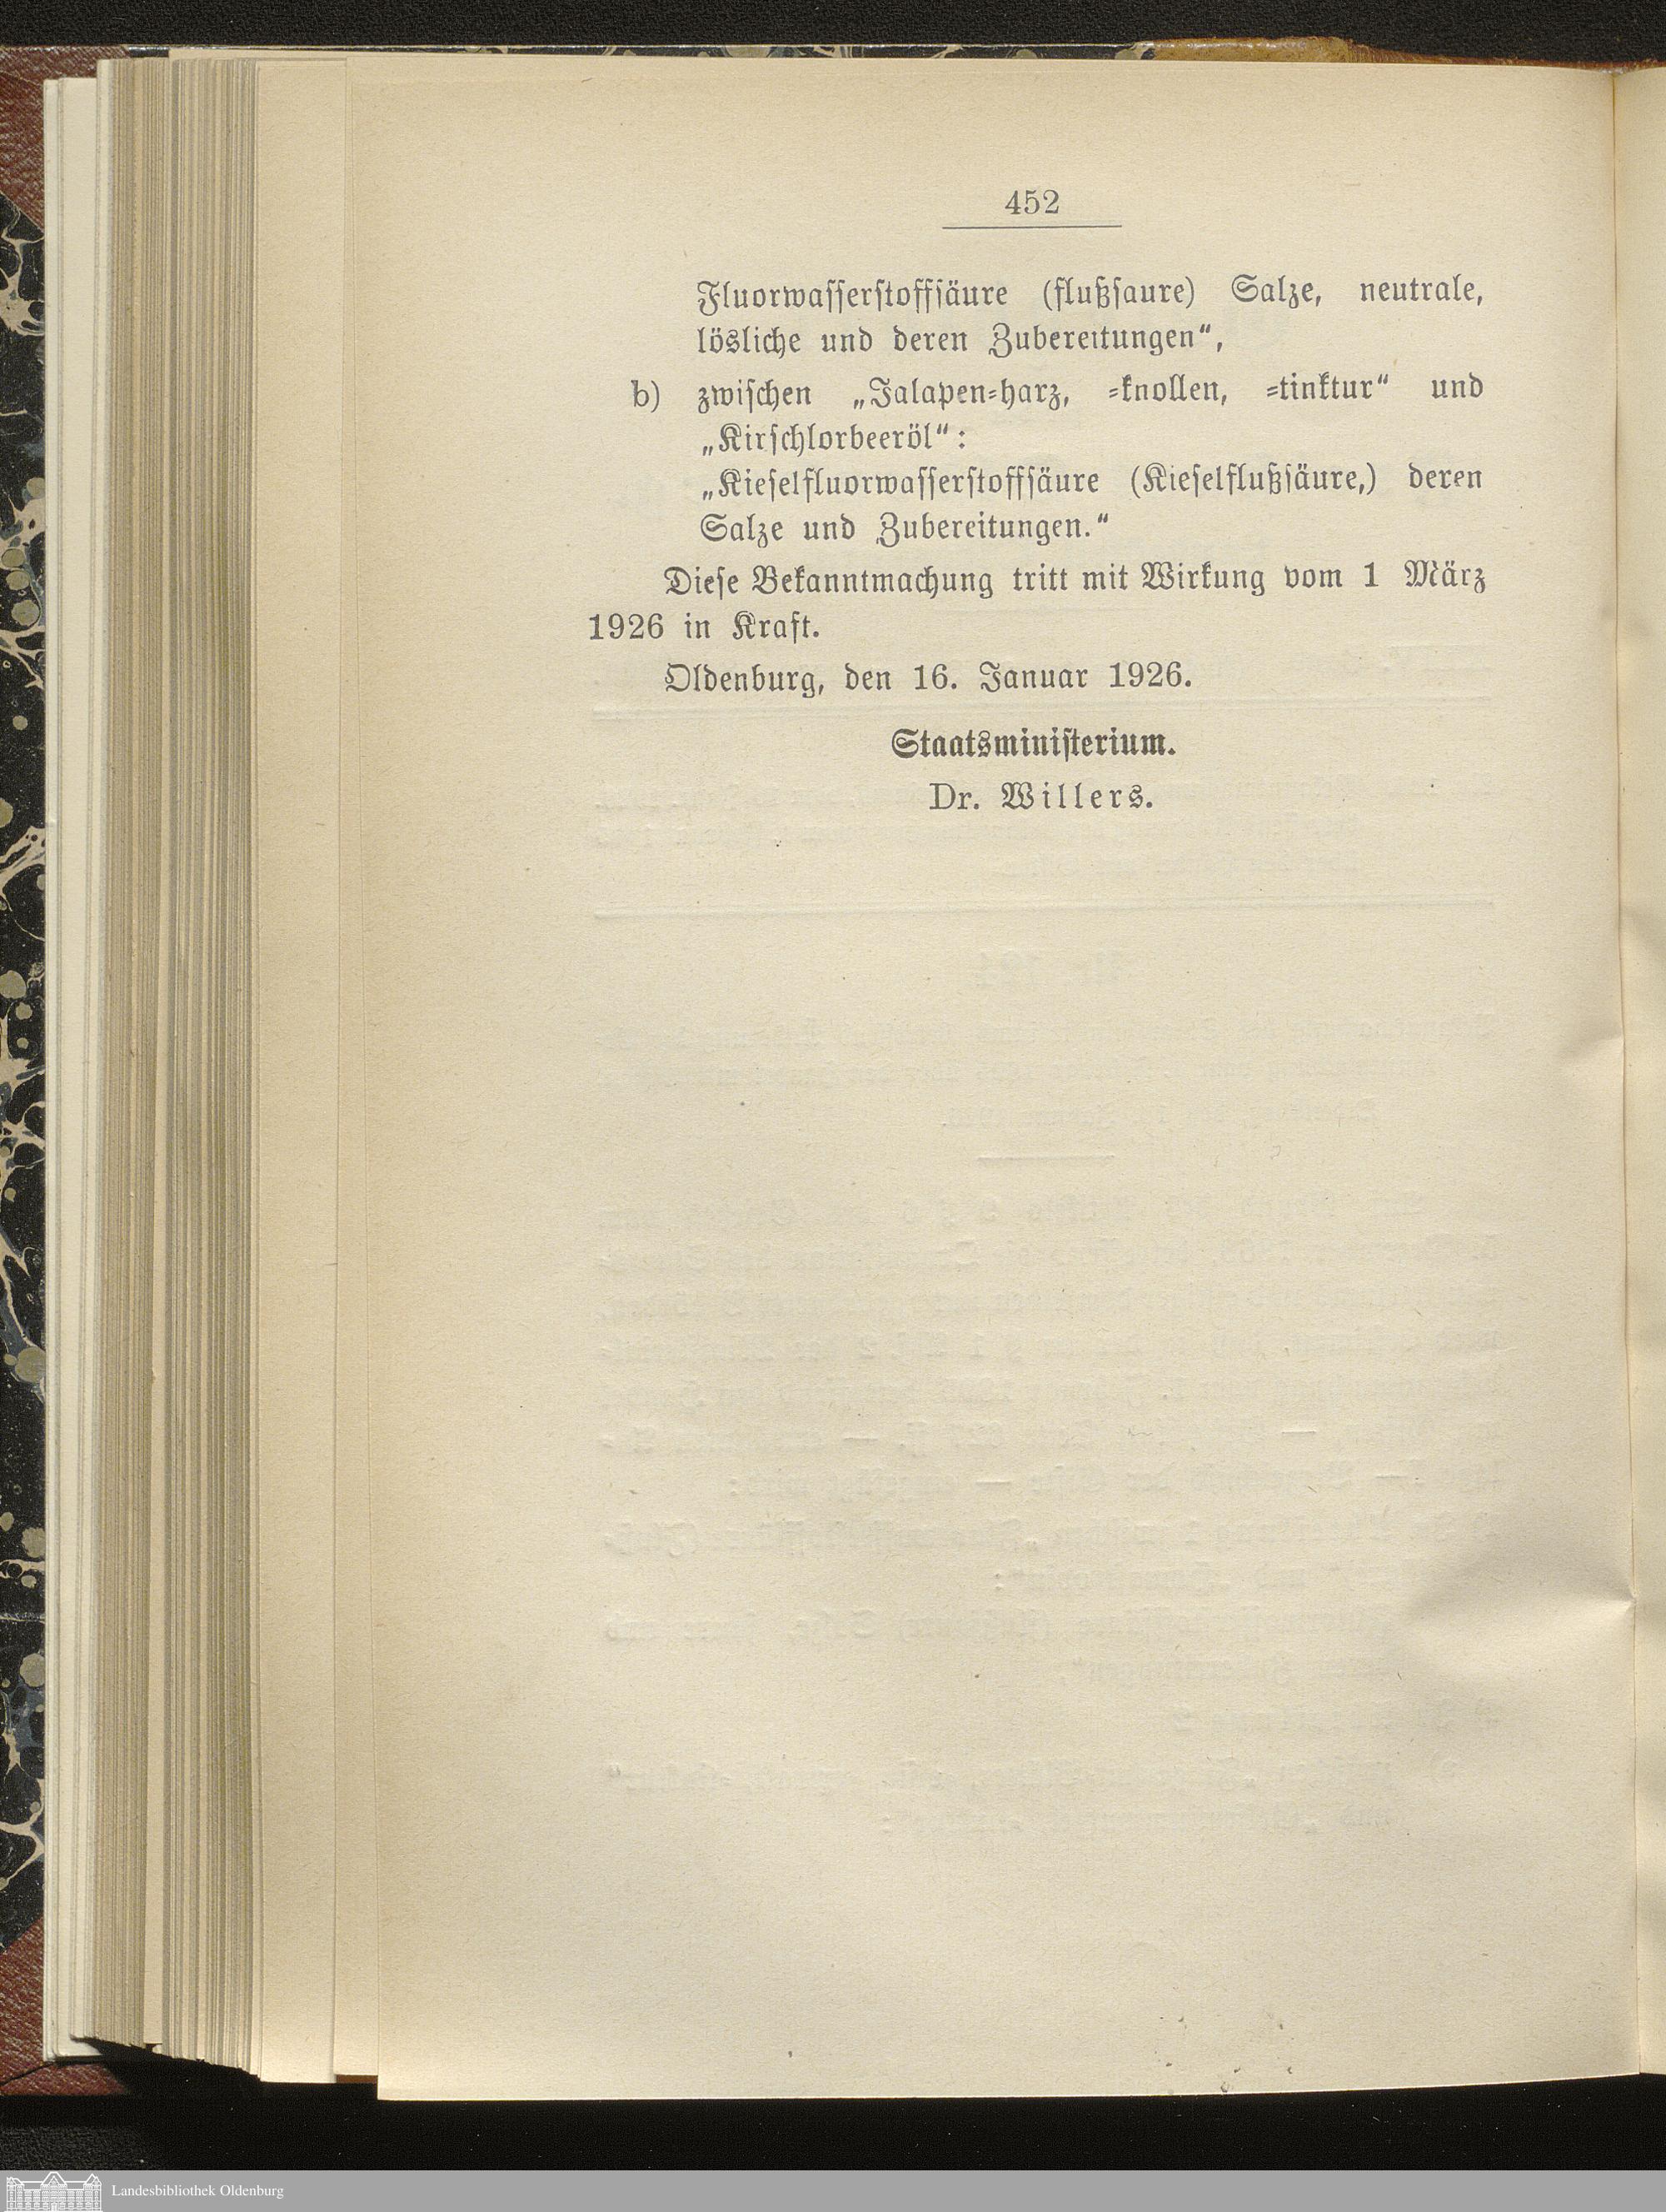 452
Fluorwasserstoffsäure (flußsaure) Salze, neutrale,
lösliche und deren Zubereitungen“,
b) zwischen „Jalapen-harz, -knollen, -tinktur“ und
„Kirschlorbeeröl“:
„Kieselfluorwasserstoffsäure (Kieselflußsäure,) deren
Salze und Zubereitungen.“
Diese Bekanntmachung tritt mit Wirkung vom 1 März
1926 in Kraft.
Oldenburg, den 16. Januar 1926.
Staatsministerium.
Dr. Willers.
Landesbibliothek Oldenburg